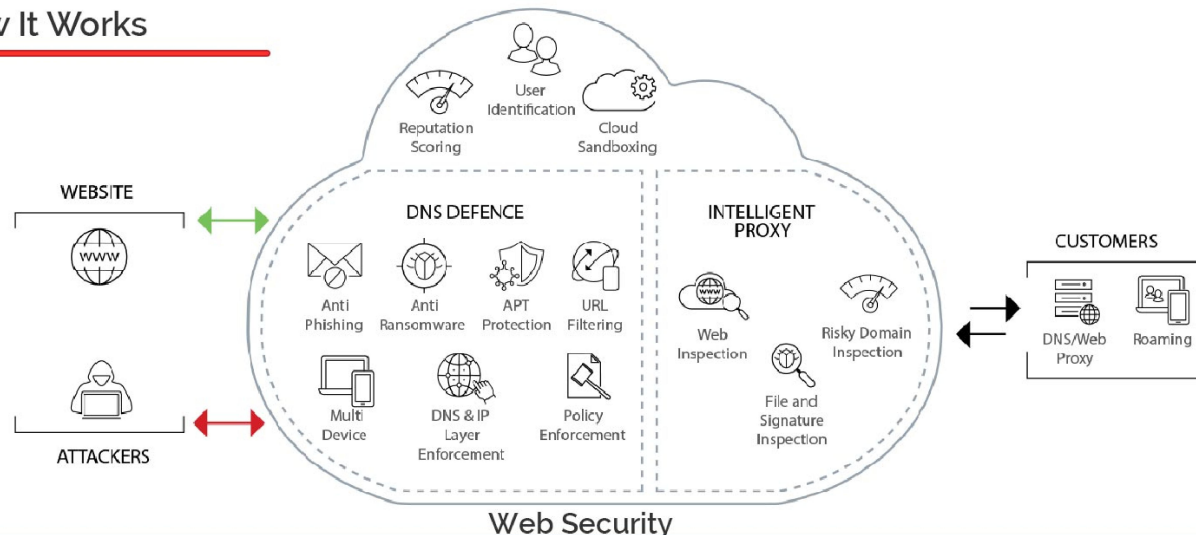 w It Works
User
Identification
Reputation
Scoring
Cloud
Sandboxing
WEBSITE
www
ATTACKERS
DNS DEFENCE
Anti
Phishing
Anti
Ransomware
APT
Protection
URL
Filtering
Multi
Device
DNS & IP
Layer
Enforcement
Policy
Enforcement
INTELLIGENT
PROXY
www
Web
Inspection
Risky Domain
Inspection
File and
Signature
Inspection
CUSTOMERS
DNS/Web
Proxy
Roaming
Web Security